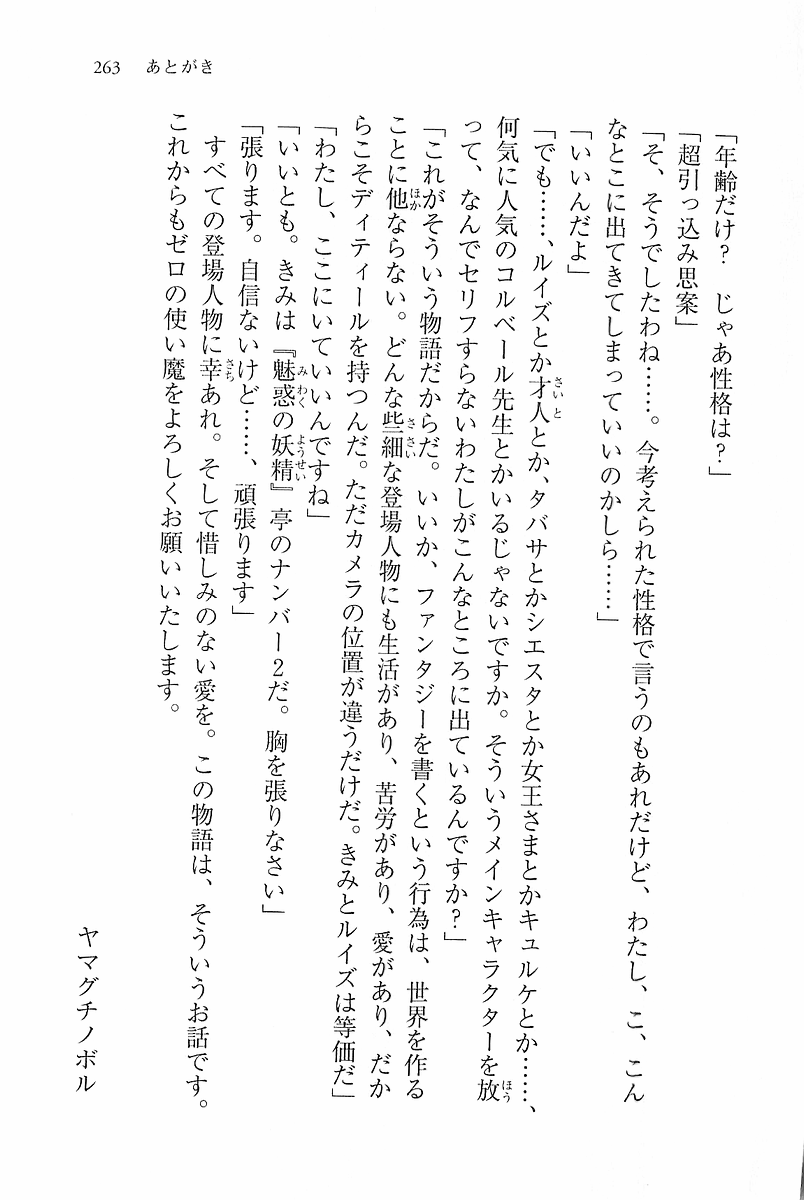 263　あとがき
「年齢だけ？　じゃあ性格は？」
「超引っ込み思案」
「そ、そうでしたわね……。今考えられた性格で言うのもあれだけど、わたし、こ、こん
なとこに出てきてしまっていいのかしら……」
「いいんだよ」
「でも……、ルイズとか才人とか、タバサとかシエスタとか女王さまとかキュルケとか……、
何気に人気のコルベール先生とかいるじゃないですか。そういうメインキャラクターを放
って、なんでセリフすらないわたしがこんなところに出ているんですか？」
「これがそういう物語だからだ。いいか、ファンタジーを書くという行為は、世界を作る
ことに他ならない。どんな些細な登場人物にも生活があり、苦労があり、愛があり、だか
らこそディティールを持つんだ。ただカメラの位置が違うだけだ。きみとルイズは等価だ」
「わたし、ここにいていいんですね」
「いいとも。きみは『魅惑の妖精』亭のナンバー2だ。胸を張りなさい」
「張ります。自信ないけど……、頑張ります」
　すべての登場人物に幸あれ。そして惜しみのない愛を。この物語は、そういうお話です。
これからもゼロの使い魔をよろしくお願いいたします。
ヤマグチノボル